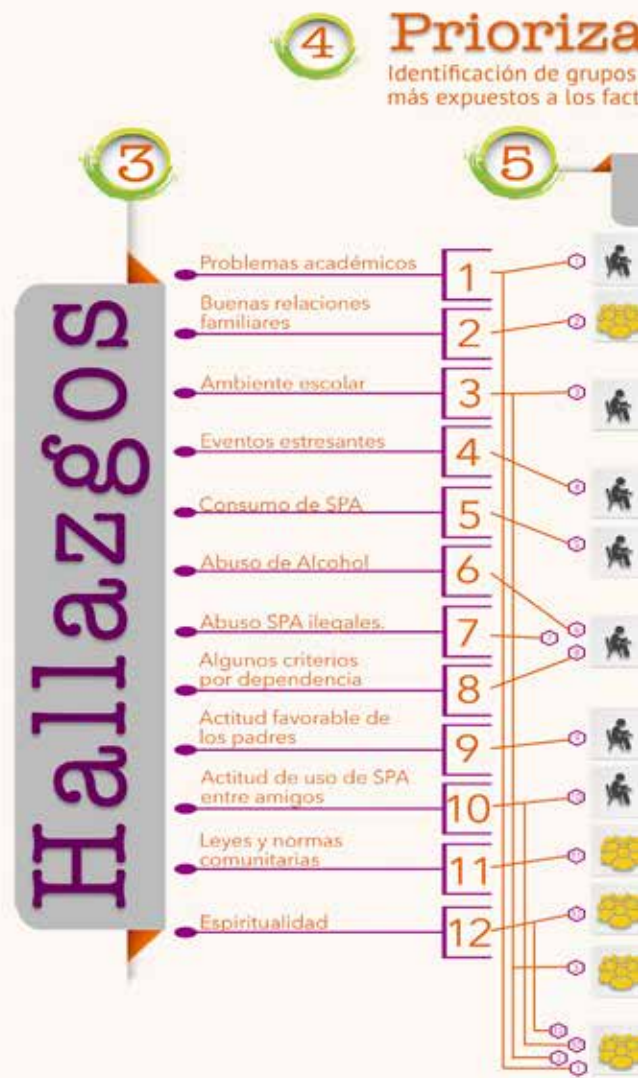 4
Prioriza
Identificación de grupos
más expuestos a los fact
3
5
Hallazgos
Problemas académicos
1
Buenas relaciones
familiares
2
Ambiente escolar
3
Eventos estresantes
4
Consumo de SPA
5
Abuso de Alcohol
6
Abuso SPA ilegales.
7
Algunos criterios
por dependencia
8
Actitud favorable de
los padres
9
Actitud de uso de SPA
entre amigos
10
Leyes y normas
comunitarias
11
Espiritualidad
12